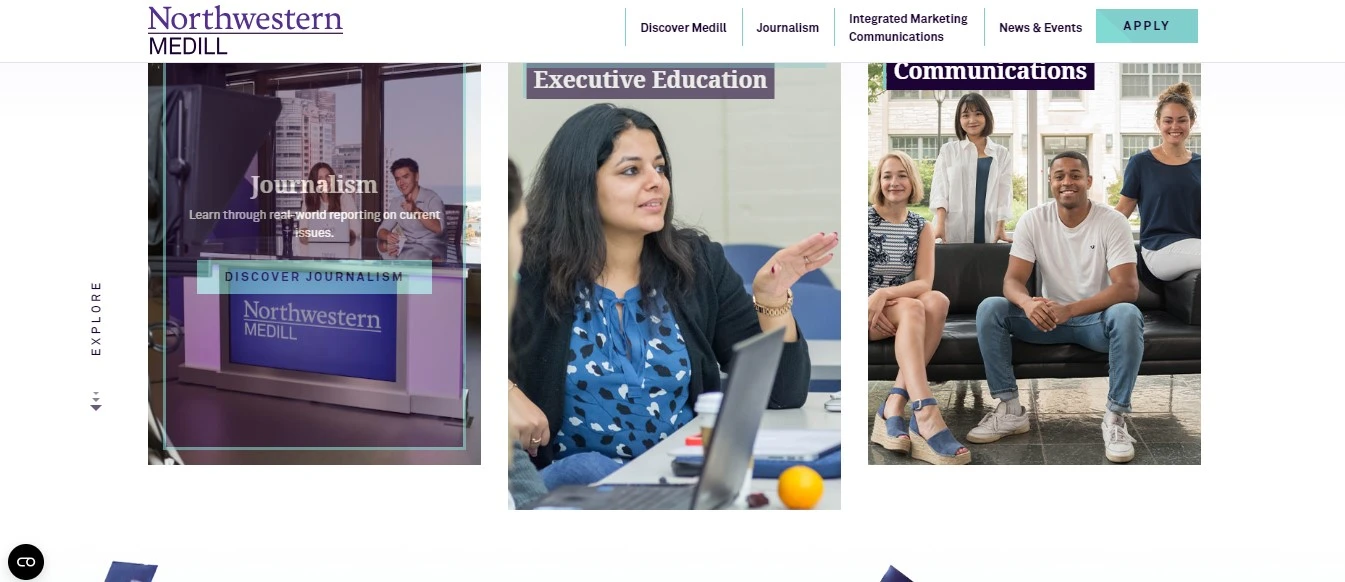 Northwestern
MEDILL
Discover Medill
Journalism
Integrated Marketing
Communications
News & Events
APPLY
Executive Education
Communications
Journalism
Learn through real-world reporting on current
issues.
DISCOVER JOURNALISM
Northwestern
MEDILL
EXPLORE